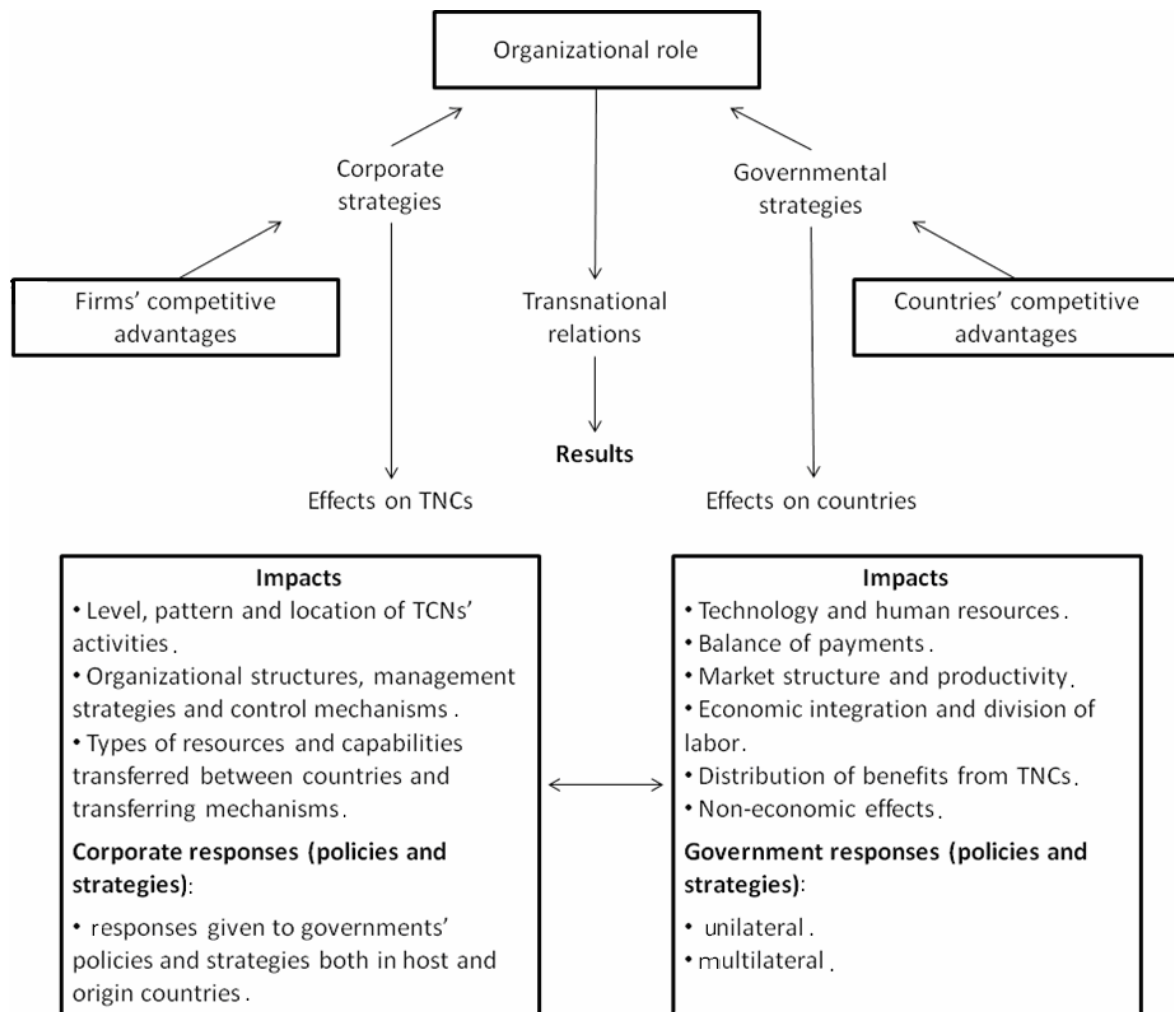 Organizational role
Corporate
strategies
Governmental
strategies
Firms’ competitive
advantages
Transnational
relations
Countries’ competitive
advantages
Results
Effects on TNCs
Effects on countries
Impacts
• Level, pattern and location of TCNs’
activities.
• Organizational structures, management
strategies and control mechanisms.
• Types of resources and capabilities
transferred between countries and
transferring mechanisms.
Corporate responses (policies and
strategies):
• responses given to governments’
policies and strategies both in host and
origin countries.
Impacts
• Technology and human resources.
• Balance of payments.
• Market structure and productivity.
• Economic integration and division of
labor.
• Distribution of benefits from TNCs.
• Non-economic effects.
Government responses (policies and
strategies):
• unilateral.
• multilateral.